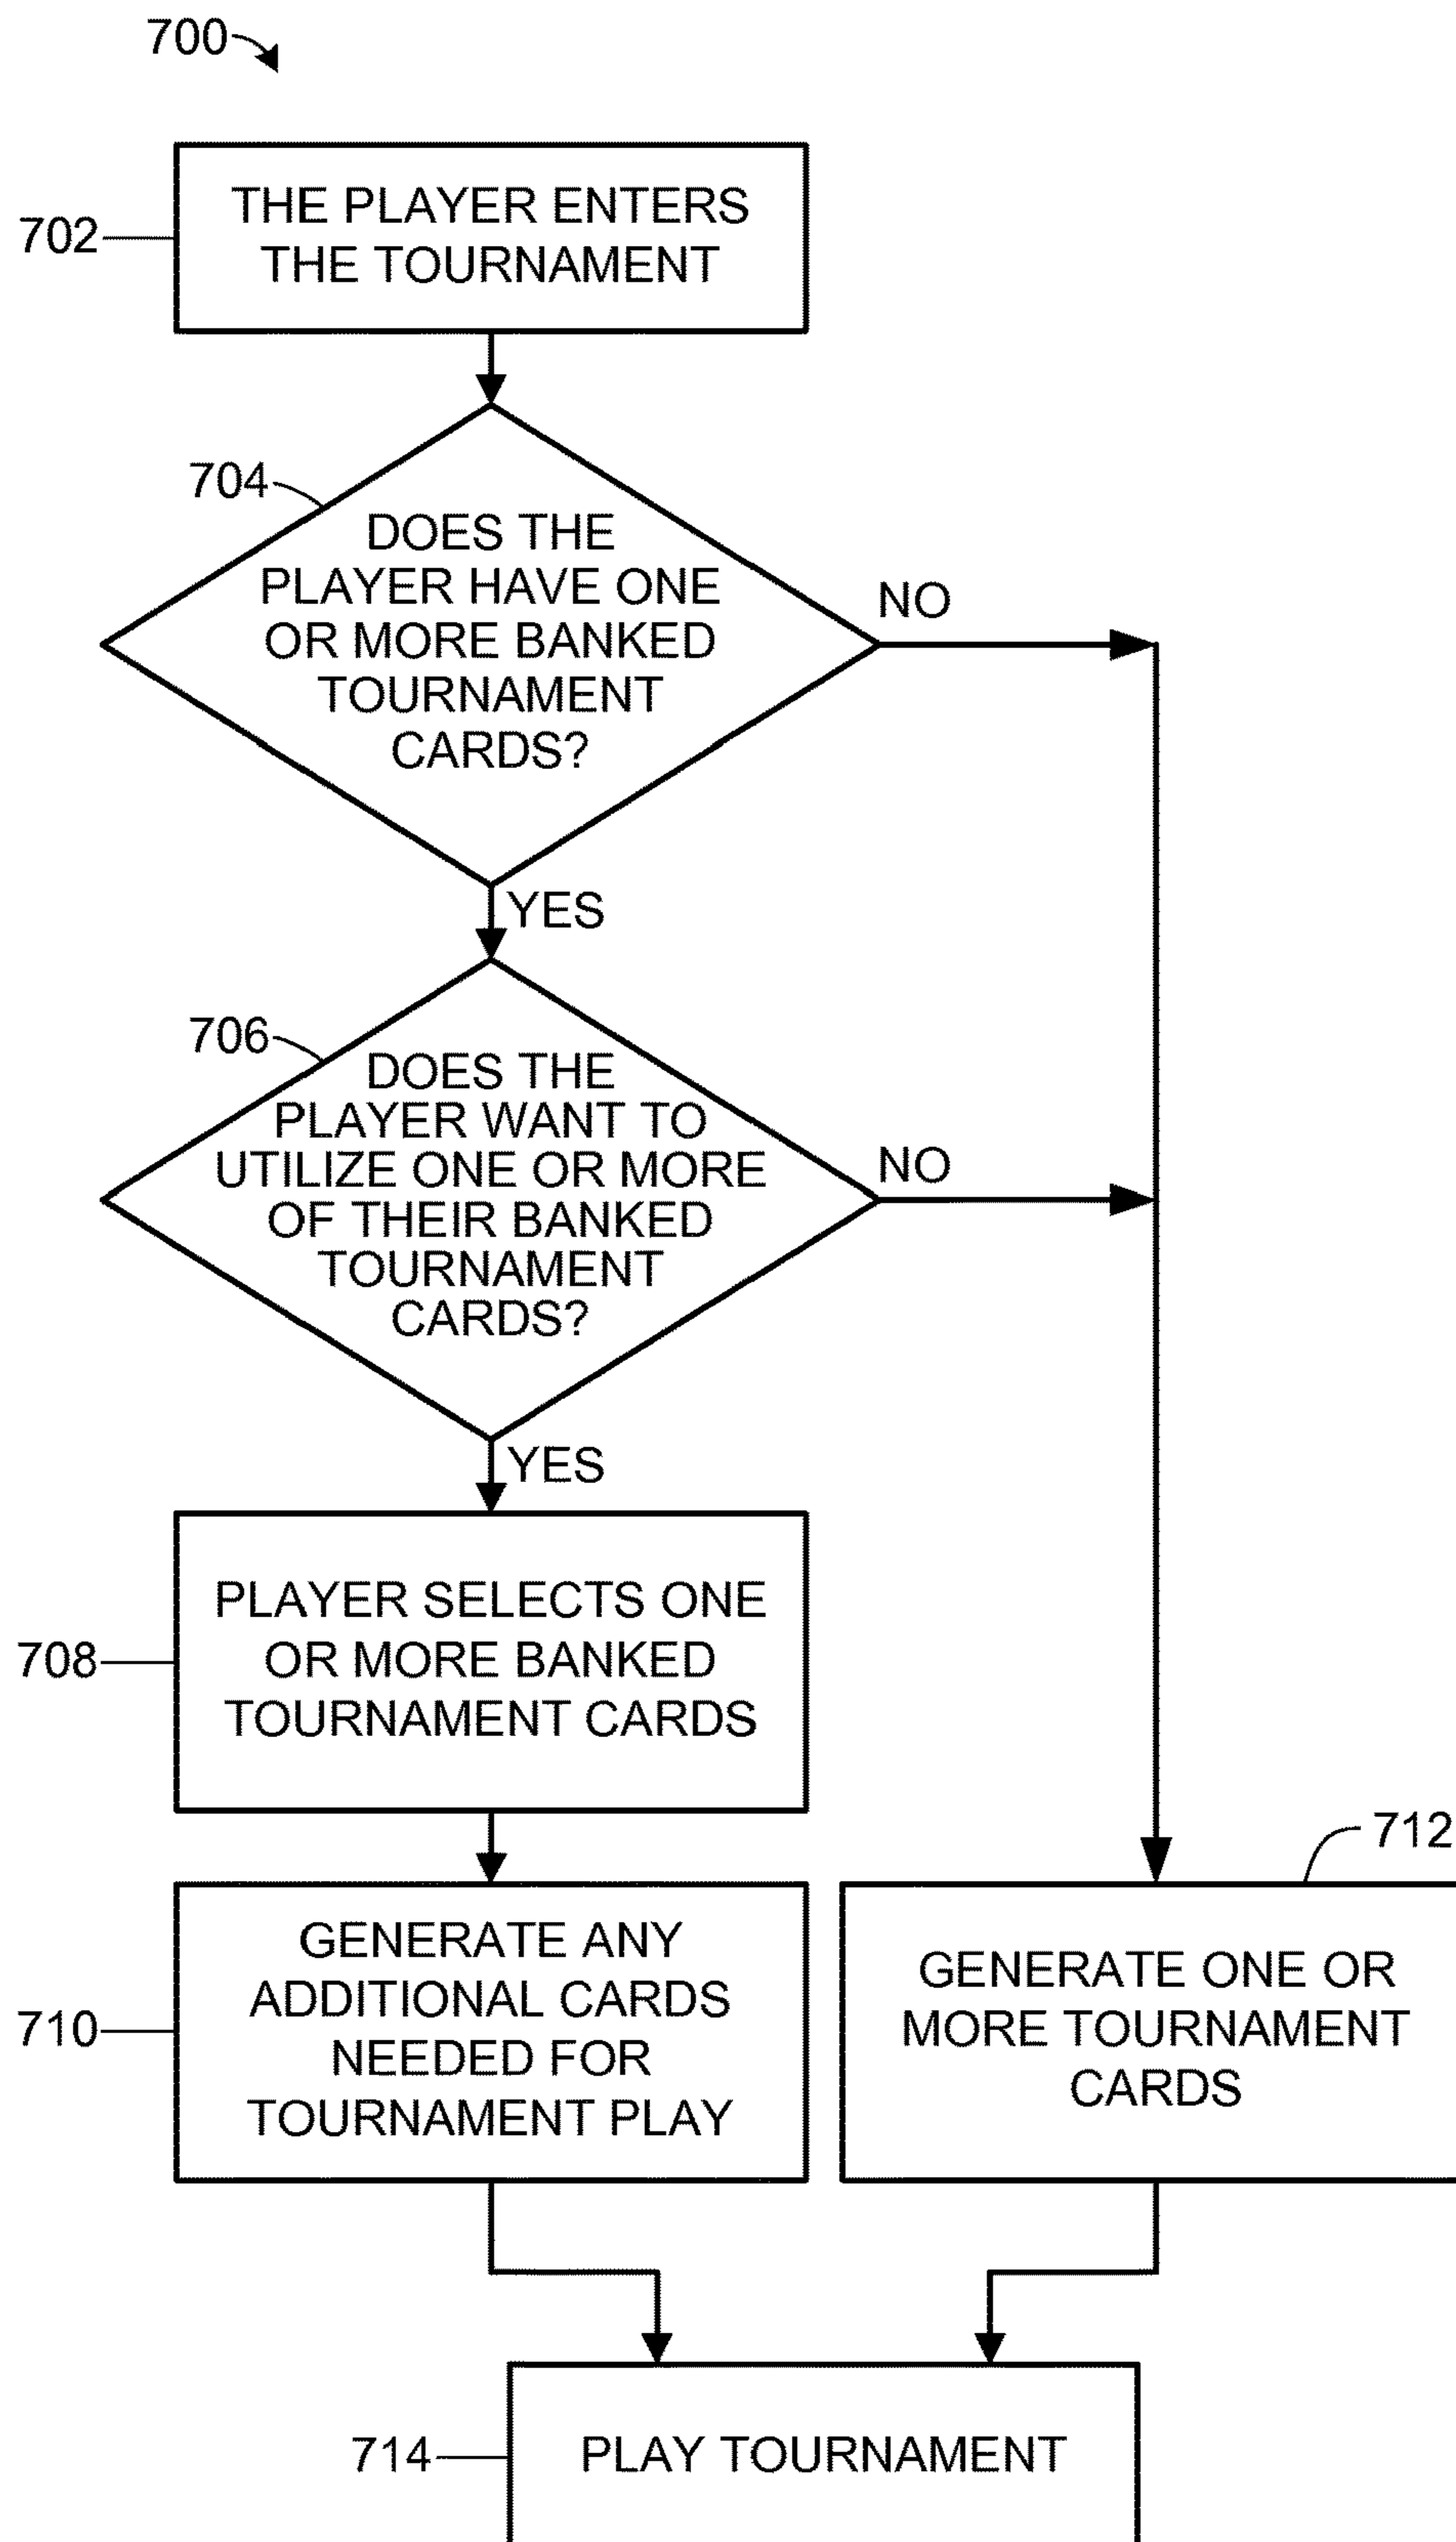 700
702
THE PLAYER ENTERS
THE TOURNAMENT
704
DOES THE
PLAYER HAVE ONE
OR MORE BANKED
TOURNAMENT
CARDS?
NO
YES
706
DOES THE
PLAYER WANT TO
UTILIZE ONE OR MORE
OF THEIR BANKED
TOURNAMENT
CARDS?
NO
YES
708
PLAYER SELECTS ONE
OR MORE BANKED
TOURNAMENT CARDS
710
GENERATE ANY
ADDITIONAL CARDS
NEEDED FOR
TOURNAMENT PLAY
712
GENERATE ONE OR
MORE TOURNAMENT
CARDS
714
PLAY TOURNAMENT